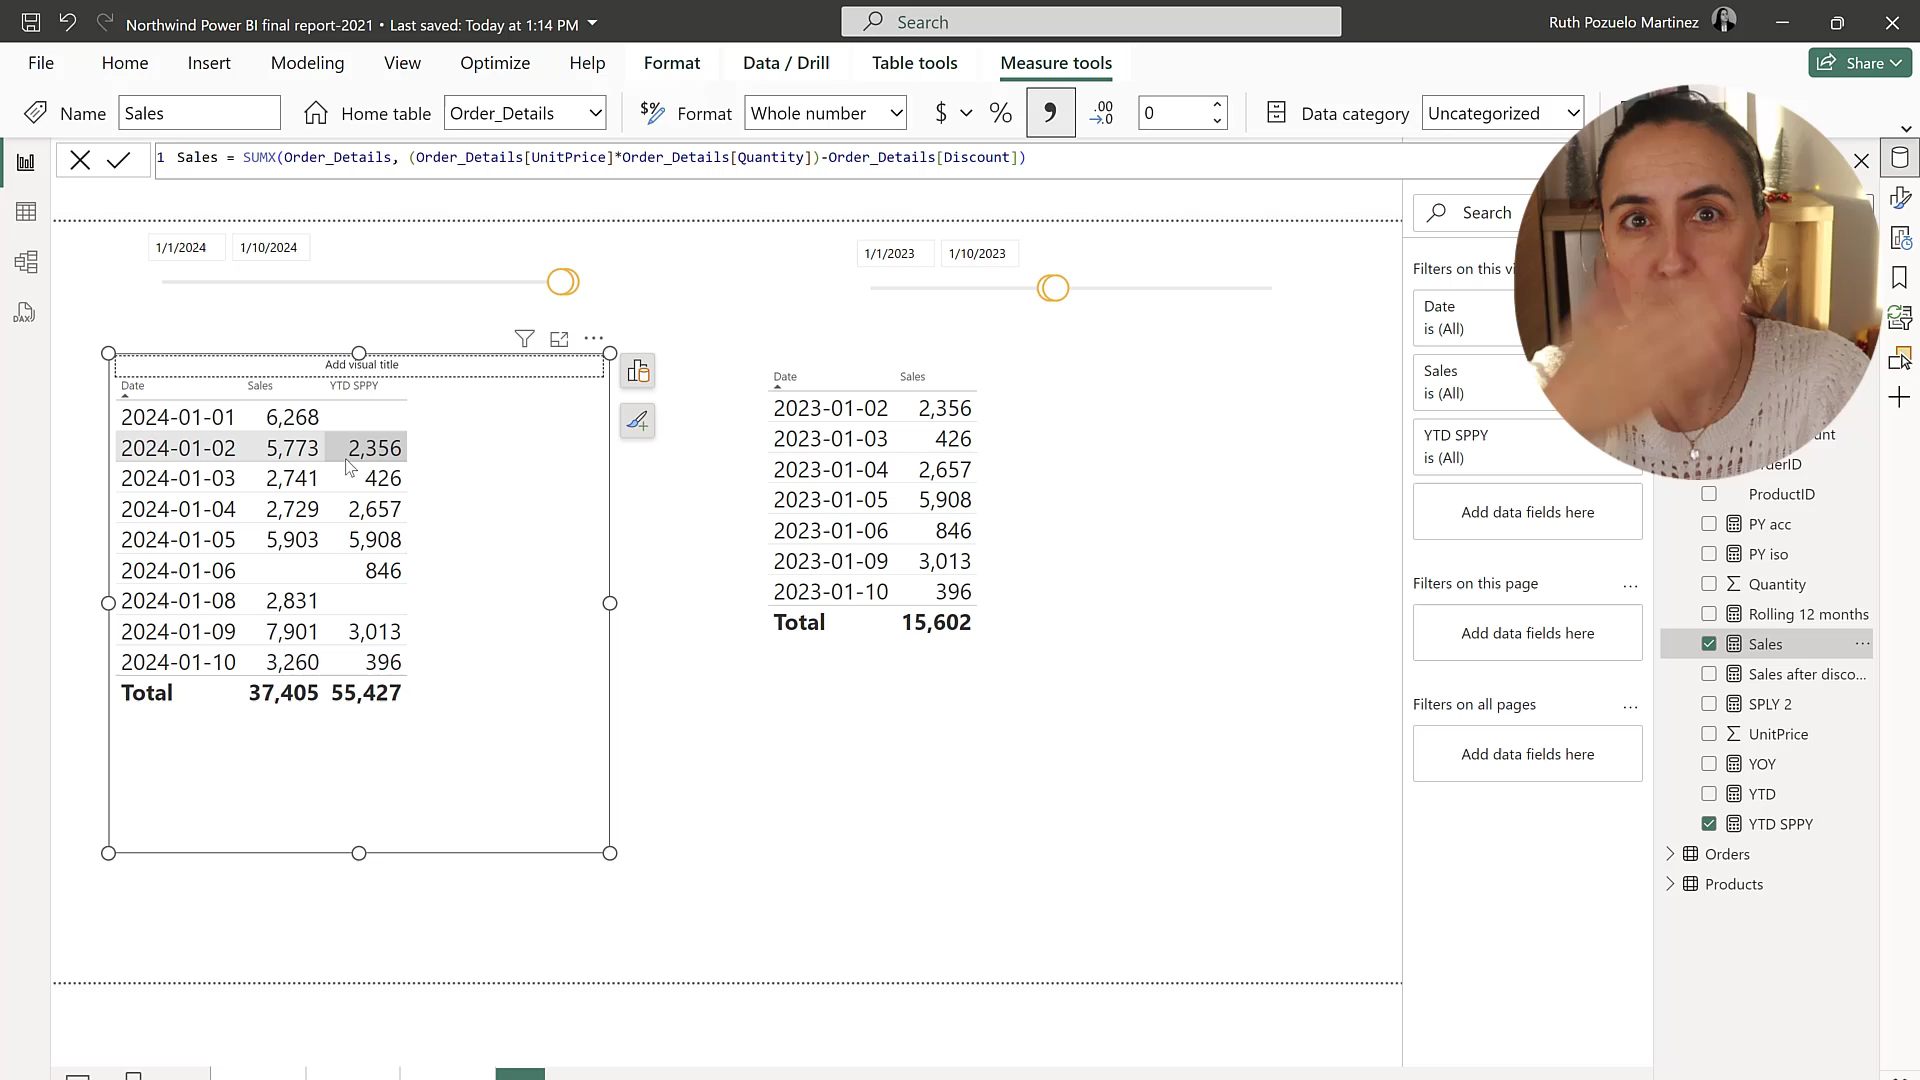 Northwind Power BI final report-2021 • Last saved: Today at 1:14 PM
Search
Ruth Pozuelo Martinez
File
Home
Insert
Modeling
View
Optimize
Help
Format
Data / Drill
Table tools
Measure tools
Share
Name
Sales
Home table
Order_Details
Format
Whole number
$
%
0
Data category
Uncategorized
1 Sales = SUMX(Order_Details, (Order_Details[UnitPrice]*Order_Details[Quantity])-Order_Details[Discount])
1/1/2024 1/10/2024
1/1/2023 1/10/2023
Add visual title
Date Sales YTD SPPY
2024-01-01 6,268
2024-01-02 5,773 2,356
2024-01-03 2,741 426
2024-01-04 2,729 2,657
2024-01-05 5,903 5,908
2024-01-06 846
2024-01-08 2,831
2024-01-09 7,901 3,013
2024-01-10 3,260 396
Total 37,405 55,427
Date Sales
2023-01-02 2,356
2023-01-03 426
2023-01-04 2,657
2023-01-05 5,908
2023-01-06 846
2023-01-09 3,013
2023-01-10 396
Total 15,602
Search
Filters on this vi
Date
is (All)
Sales
is (All)
YTD SPPY
is (All)
Add data fields here
Filters on this page
Add data fields here
Filters on all pages
Add data fields here
ProductID
PY acc
PY iso
Quantity
Rolling 12 months
Sales
Sales after disco...
SPLY 2
UnitPrice
YOY
YTD
YTD SPPY
Orders
Products
DAX